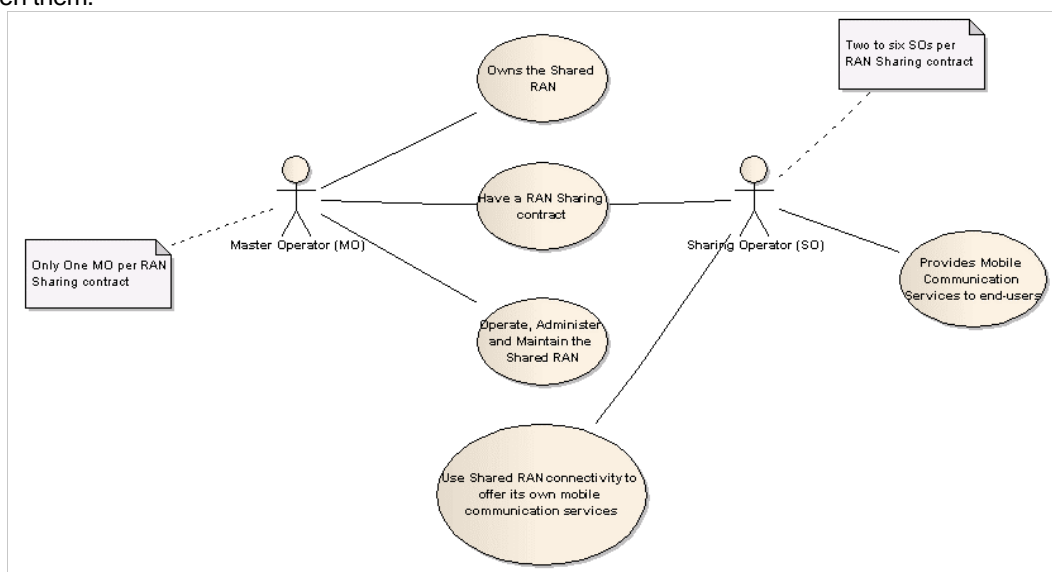 en them.
Two to six SOs per
RAN Sharing contract
Owns the Shared
RAN
Have a RAN Sharing
contract
Master Operator (MO)
Sharing Operator (SO)
Only One MO per RAN
Sharing contract
Provides Mobile
Communication
Services to end-users
Operate, Administer
and Maintain the
Shared RAN
Use Shared RAN connectivity to
offer its own mobile
communication services